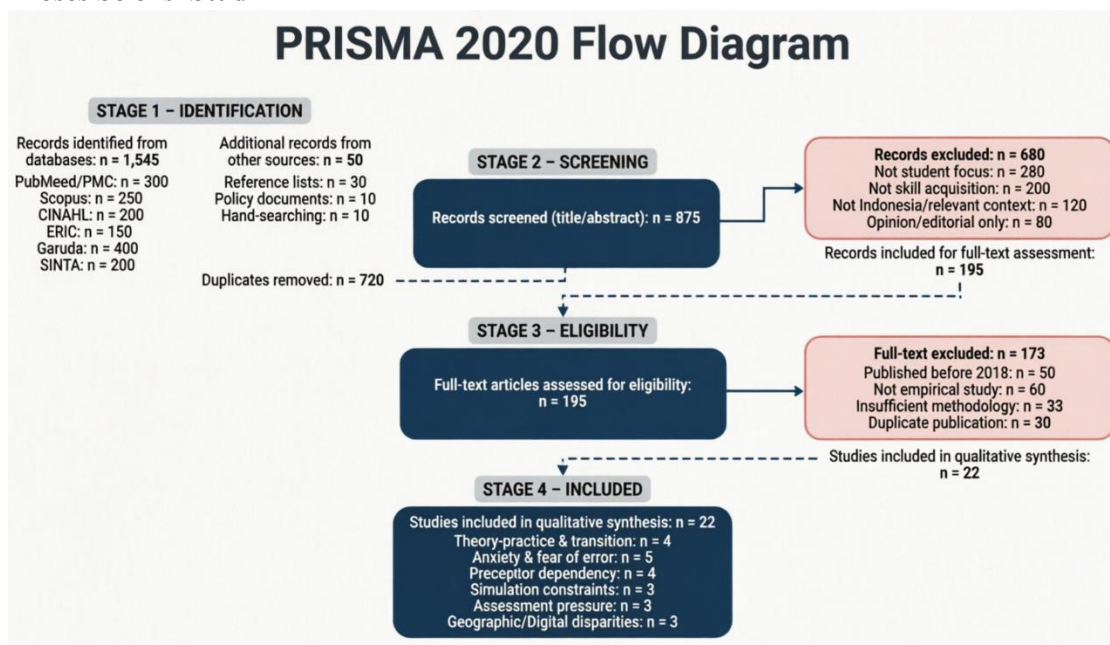 PRISMA 2020 Flow Diagram
STAGE 1 – IDENTIFICATION
Records identified from
databases: n = 1,545
PubMeed/PMC: n = 300
Scopus: n = 250
CINAHL: n = 200
ERIC: n = 150
Garuda: n = 400
SINTA: n = 200
Additional records from
other sources: n = 50
Reference lists: n = 30
Policy documents: n = 10
Hand-searching: n = 10
Duplicates removed: n = 720
STAGE 2 – SCREENING
Records screened (title/abstract): n = 875
Records excluded: n = 680
Not student focus: n = 280
Not skill acquisition: n = 200
Not Indonesia/relevant context: n = 120
Opinion/editorial only: n = 80
Records included for full-text assessment:
n = 195
STAGE 3 – ELIGIBILITY
Full-text articles assessed for eligibility:
n = 195
Full-text excluded: n = 173
Published before 2018: n = 50
Not empirical study: n = 60
Insufficient methodology: n = 33
Duplicate publication: n = 30
Studies included in qualitative synthesis:
n = 22
STAGE 4 – INCLUDED
Studies included in qualitative synthesis: n = 22
Theory-practice & transition: n = 4
Anxiety & fear of error: n = 5
Preceptor dependency: n = 4
Simulation constraints: n = 3
Assessment pressure: n = 3
Geographic/Digital disparities: n = 3